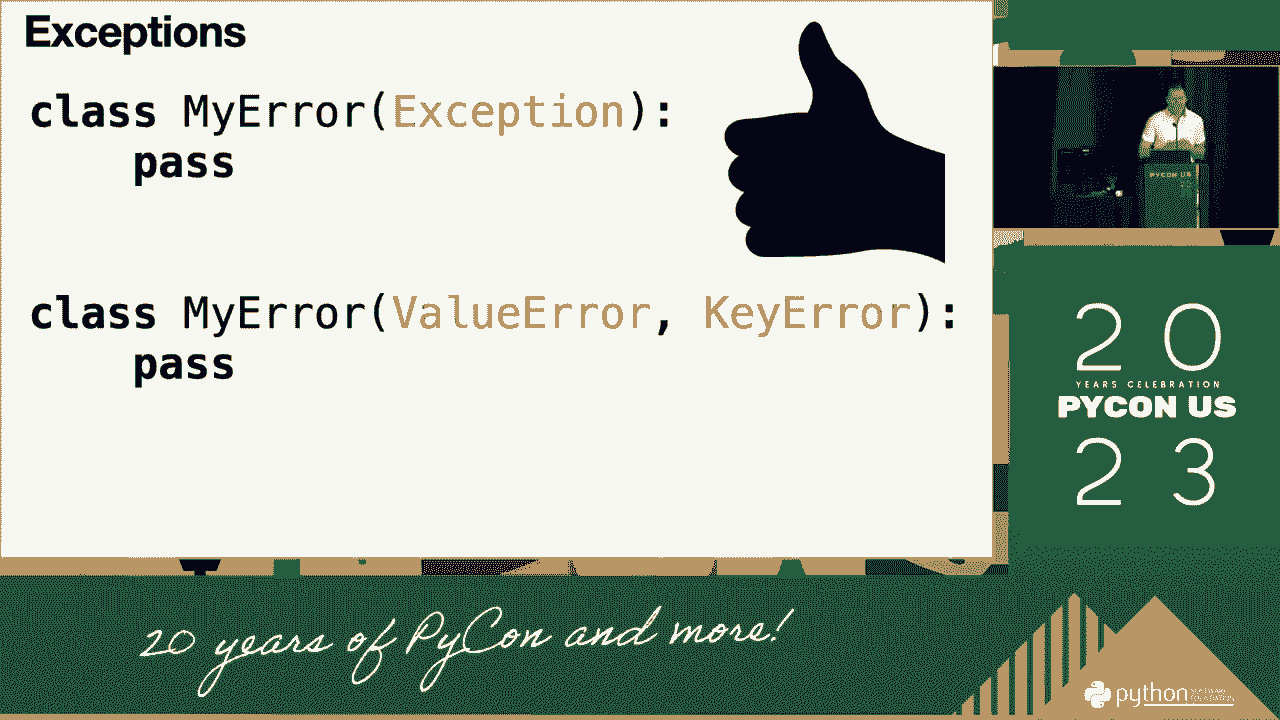 Exceptions
class MyError(Exception):
    pass
class MyError(ValueError, KeyError):
    pass
PYCON US
20
YEARS CELEBRATION
PYCON US
23
20 years of PyCon and more!
python